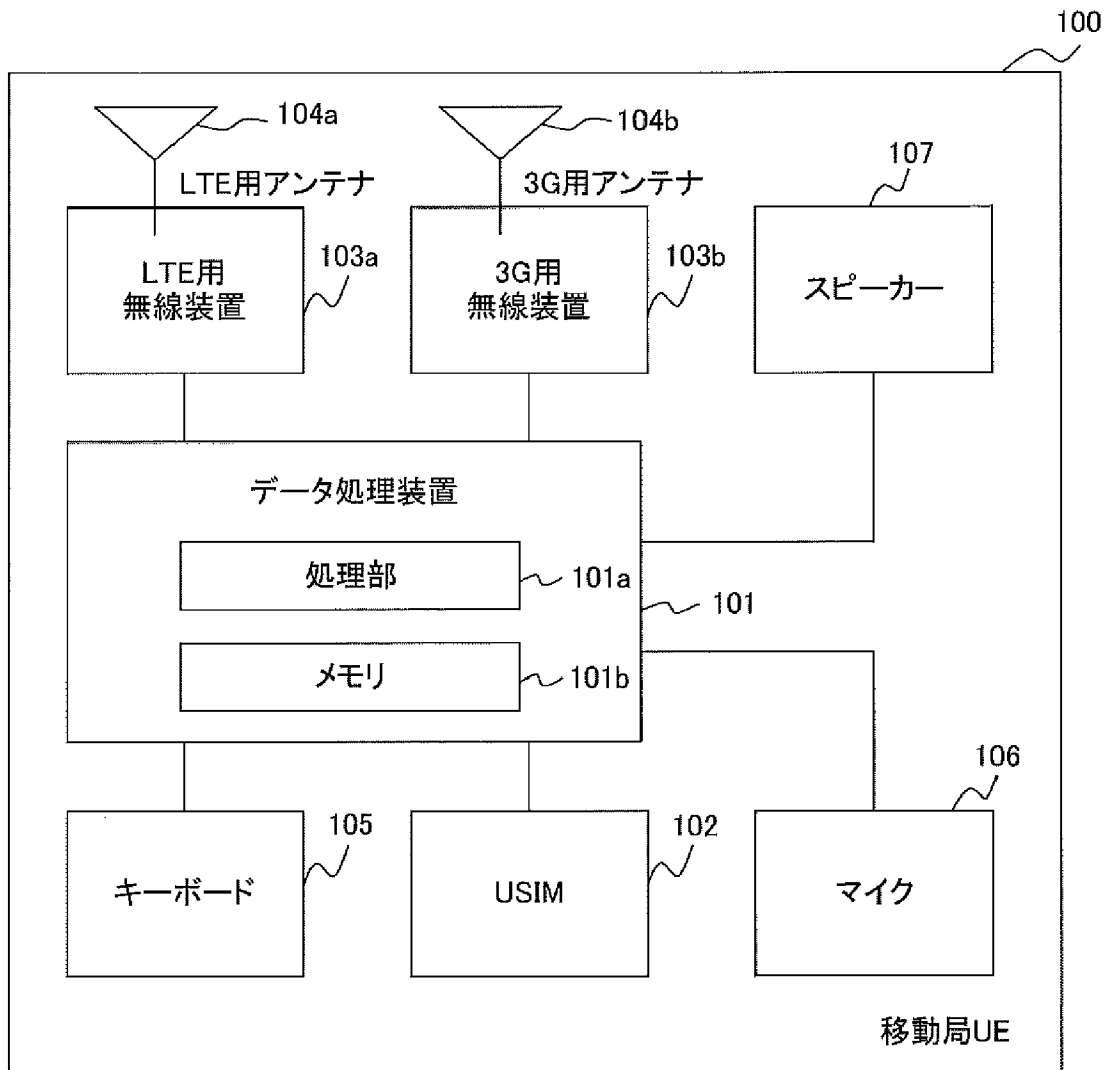 100
104a
104b
107
LTE用アンテナ
3G用アンテナ
LTE用
無線装置
103a
3G用
無線装置
103b
スピーカー
データ処理装置
処理部
101a
101
メモリ
101b
106
105
102
キーボード
USIM
マイク
移動局UE